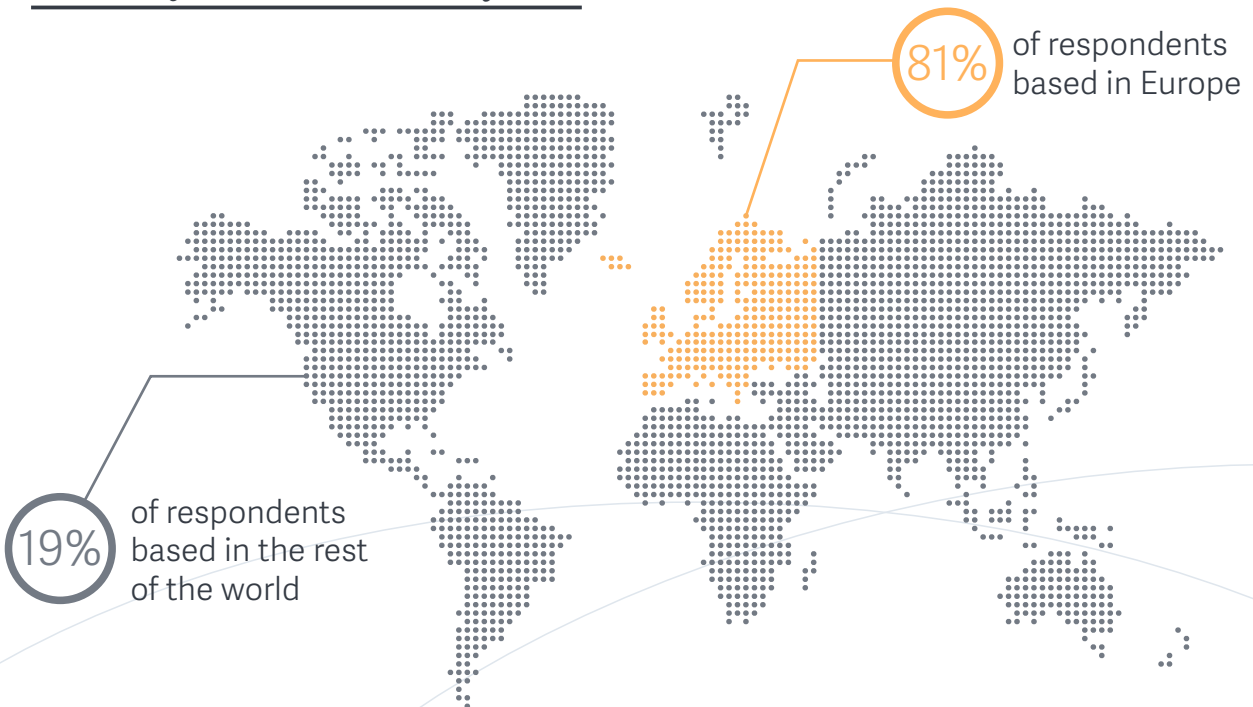 81%
of respondents
based in Europe
19%
of respondents
based in the rest
of the world